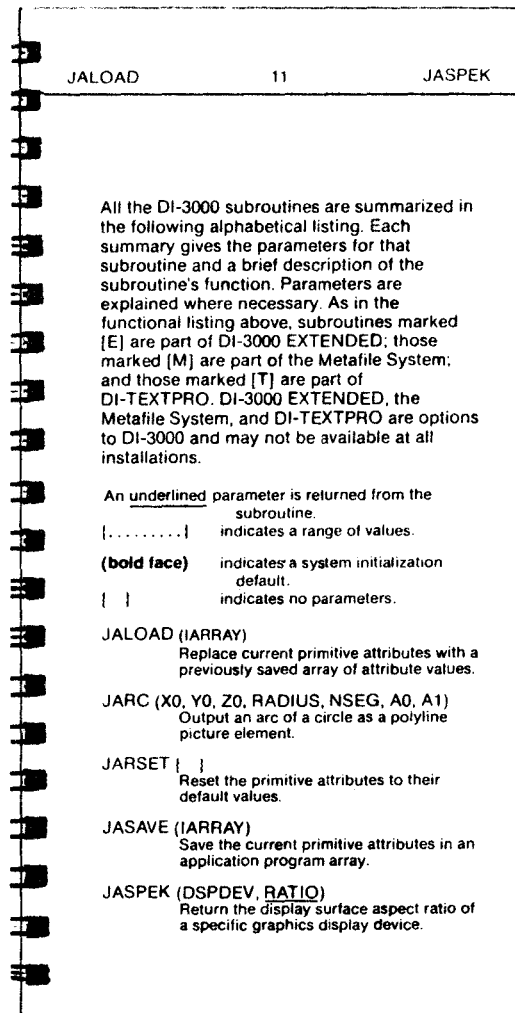 JALOAD 11 JASPEK
All the DI-3000 subroutines are summarized in
the following alphabetical listing. Each
summary gives the parameters for that
subroutine and a brief description of the
subroutine's function. Parameters are
explained where necessary. As in the
functional listing above, subroutines marked
[E] are part of DI-3000 EXTENDED; those
marked [M] are part of the Metafile System;
and those marked [T] are part of
DI-TEXTPRO. DI-3000 EXTENDED, the
Metafile System, and DI-TEXTPRO are options
to DI-3000 and may not be available at all
installations.
An underlined parameter is returned from the
subroutine.
{.........} indicates a range of values.
(bold face) indicates a system initialization
default.
{ } indicates no parameters.
JALOAD (IARRAY)
Replace current primitive attributes with a
previously saved array of attribute values.
JARC (X0, Y0, Z0, RADIUS, NSEG, A0, A1)
Output an arc of a circle as a polyline
picture element.
JARSET { }
Reset the primitive attributes to their
default values.
JASAVE (IARRAY)
Save the current primitive attributes in an
application program array.
JASPEK (DSPDEV, RATIO)
Return the display surface aspect ratio of
a specific graphics display device.